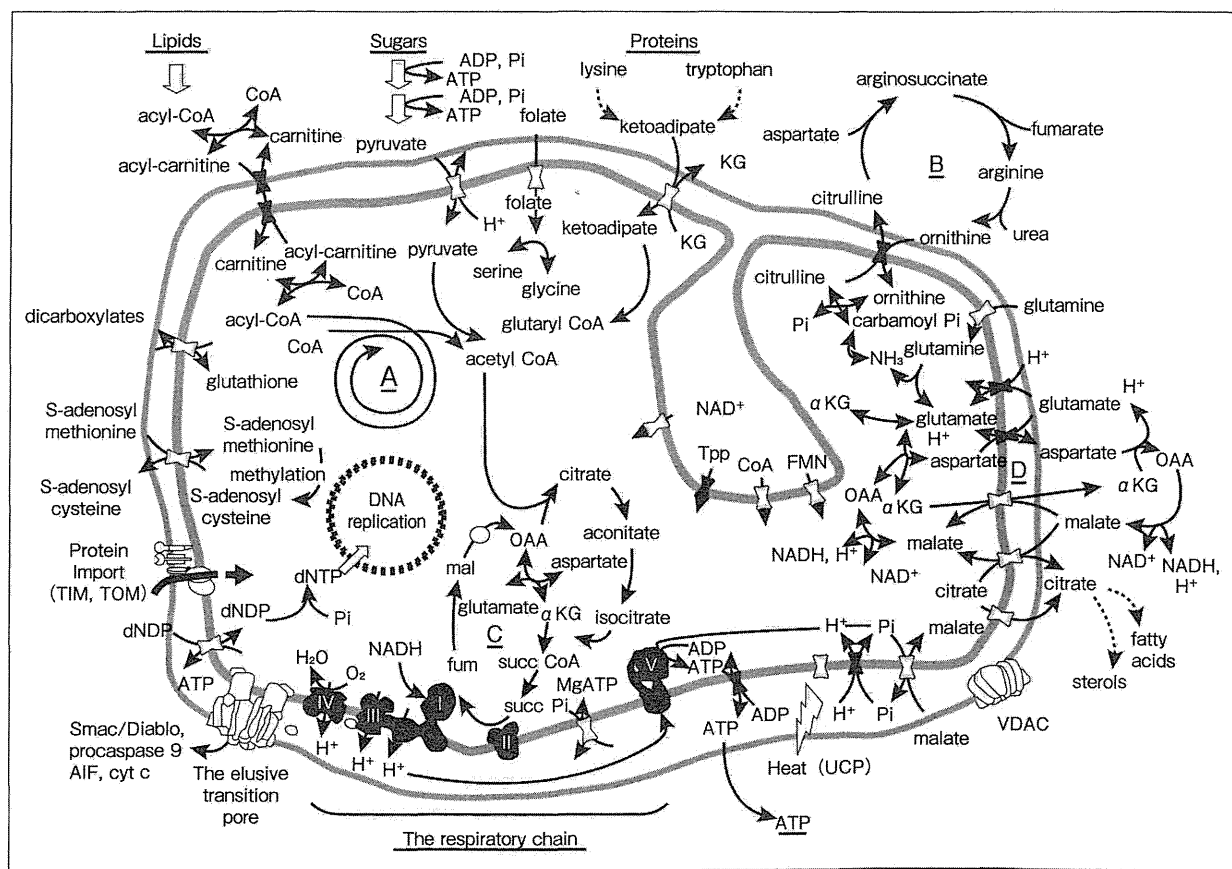 Lipids
Sugars
Proteins
ADP, Pi
ATP
ADP, Pi
ATP
lysine
tryptophan
arginosuccinate
CoA
acyl-CoA
carnitine
acyl-carnitine
pyruvate
folate
ketoadipate
aspartate
fumarate
KG
B
arginine
citrulline
folate
H+
ketoadipate
KG
ornithine
urea
carnitine
acyl-carnitine
pyruvate
serine
glycine
citrulline
CoA
ornithine
Pi
carbamoyl Pi
glutamine
dicarboxylates
acyl-CoA
glutaryl CoA
CoA
acetyl CoA
NH3
glutamine
H+
glutathione
A
NAD+
α KG
glutamate
glutamate
H+
S-adenosyl
methionine
S-adenosyl
methionine
methylation
S-adenosyl
cysteine
S-adenosyl
cysteine
DNA
replication
citrate
aconitate
Tpp
CoA
FMN
H+
aspartate
aspartate
D
OAA
OAA
α KG
α KG
malate
Protein
Import
(TIM, TOM)
dNTP
mal
OAA
aspartate
NADH, H+
malate
NAD+
NAD+
NADH,
H+
dNDP
Pi
glutamate
α KG
isocitrate
citrate
citrate
dNDP
C
malate
fatty
acids
sterols
ATP
H2O
O2
NADH
fum
succ CoA
MgATP
succ
Pi
V
ADP
ATP
H+
Pi
IV
III
I
II
H+
H+
H+
ATP
ADP
H+
Pi
malate
VDAC
Smac/Diablo,
procaspase 9
AIF, cyt c
The elusive
transition
pore
Heat (UCP)
ATP
The respiratory chain